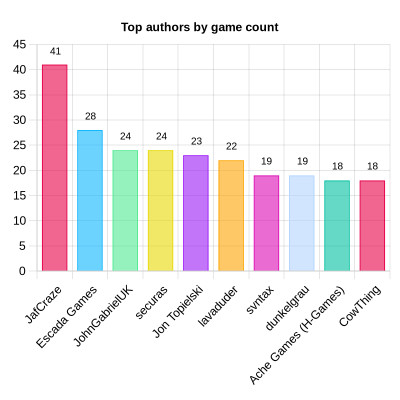 Top authors by game count
45
40
35
30
25
20
15
10
5
0
41
28
24
24
23
22
19
19
18
18
JafCraze
Escada Games
JohnGabrielUK
securas
Jon Topielski
lavaduder
svntax
dunkelgrau
Ache Games (H-Games)
CowThing